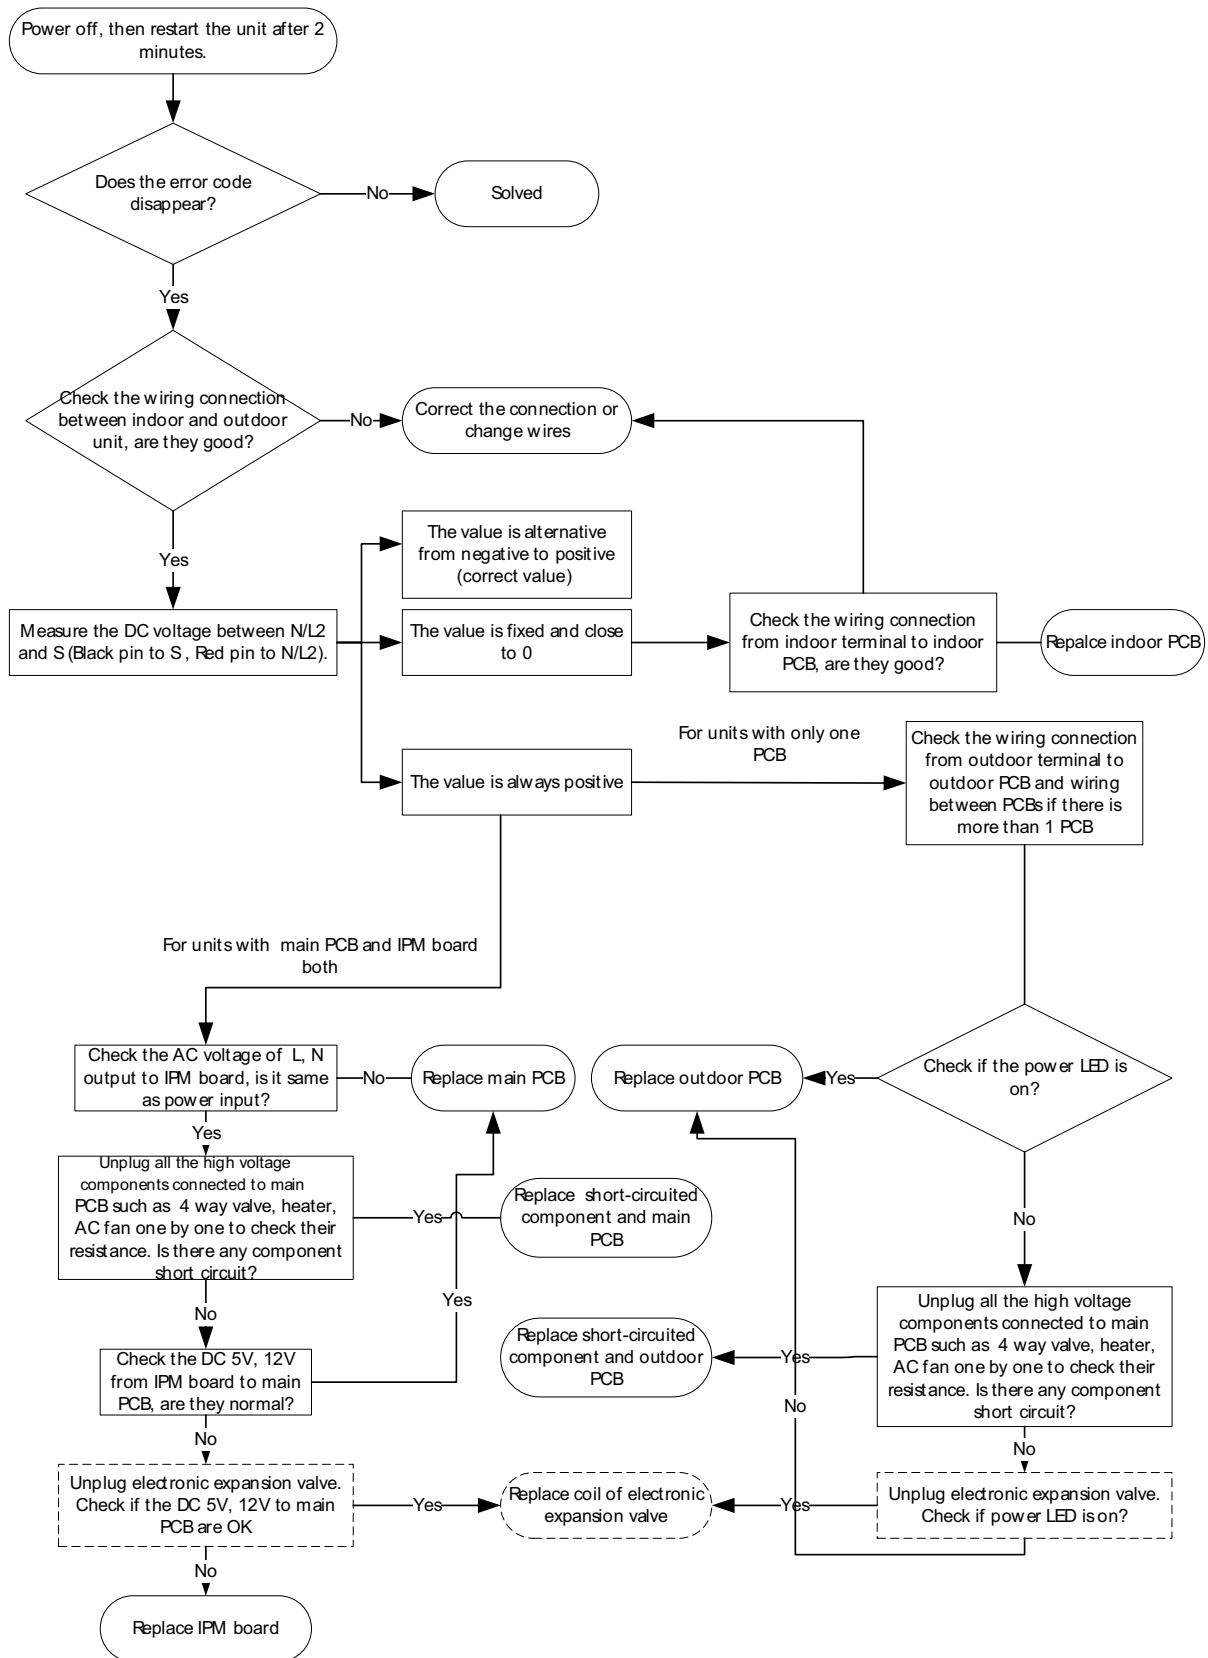 Power off, then restart the unit after 2
minutes.
Does the error code
disappear?
No
Solved
Yes
Check the wiring connection
between indoor and outdoor
unit, are they good?
No
Correct the connection or
change wires
Yes
The value is alternative
from negative to positive
(correct value)
Measure the DC voltage between N/L2
and S (Black pin to S , Red pin to N/L2).
The value is fixed and close
to 0
Check the wiring connection
from indoor terminal to indoor
PCB, are they good?
Repalce indoor PCB
For units with only one
PCB
The value is always positive
Check the wiring connection
from outdoor terminal to
outdoor PCB and wiring
between PCBs if there is
more than 1 PCB
For units with main PCB and IPM board
both
Check the AC voltage of L, N
output to IPM board, is it same
as power input?
No
Replace main PCB
Replace outdoor PCB
Yes
Check if the power LED is
on?
Yes
Unplug all the high voltage
components connected to main
PCB such as 4 way valve, heater,
AC fan one by one to check their
resistance. Is there any component
short circuit?
Yes
Replace short-circuited
component and main
PCB
No
No
Yes
Check the DC 5V, 12V
from IPM board to main
PCB, are they normal?
Replace short-circuited
component and outdoor
PCB
Yes
Unplug all the high voltage
components connected to main
PCB such as 4 way valve, heater,
AC fan one by one to check their
resistance. Is there any component
short circuit?
No
No
No
Unplug electronic expansion valve.
Check if the DC 5V, 12V to main
PCB are OK
Yes
Replace coil of electronic
expansion valve
Yes
Unplug electronic expansion valve.
Check if power LED is on?
No
Replace IPM board